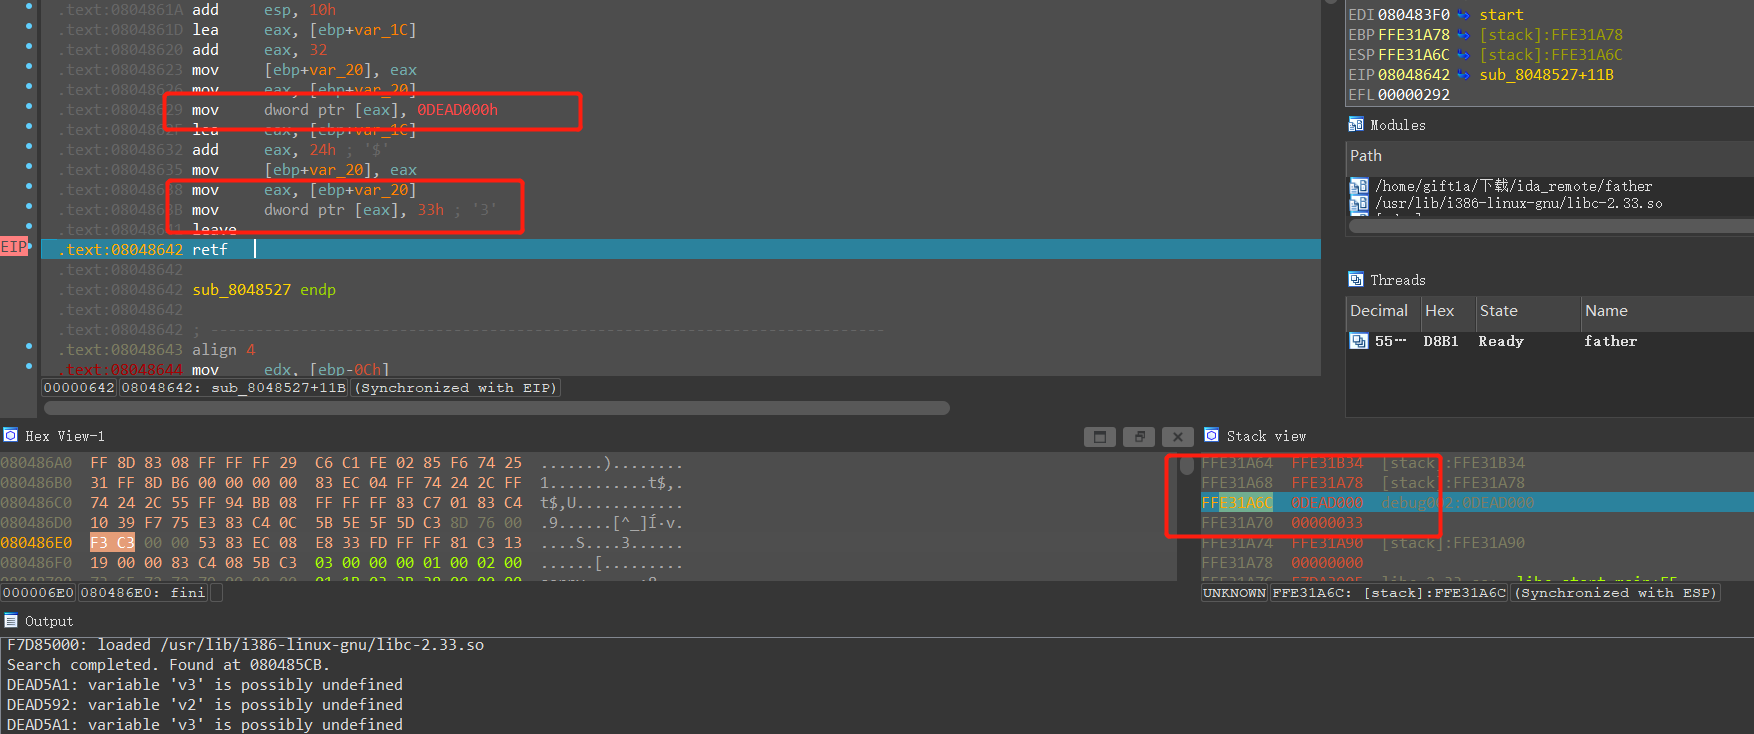 .text:0804861A add esp, 10h
.text:0804861D lea eax, [ebp+var_1C]
.text:08048620 add eax, 32
.text:08048623 mov [ebp+var_20], eax
.text:08048626 mov eax, [ebp+var_20]
.text:08048629 mov dword ptr [eax], 0DEAD000h
.text:0804862F lea eax, [ebp+var_1C]
.text:08048632 add eax, 24h ; '$'
.text:08048635 mov [ebp+var_20], eax
.text:08048638 mov eax, [ebp+var_20]
.text:0804863B mov dword ptr [eax], 33h ; '3'
.text:08048641 leave
EIP .text:08048642 retf
.text:08048642
.text:08048642 sub_8048527 endp
.text:08048642
.text:08048642 ; ---------------------------------------------------------------------------
.text:08048643 align 4
.text:08048644 mov edx, [ebp-0Ch]
00000642 08048642: sub_8048527+11B (Synchronized with EIP)
EDI 080483F0 start
EBP FFE31A78 [stack]:FFE31A78
ESP FFE31A6C [stack]:FFE31A6C
EIP 08048642 sub_8048527+11B
EFL 00000292
Modules
Path
/home/gift1a/下载/ida_remote/father
/usr/lib/i386-linux-gnu/libc-2.33.so
Threads
Decimal Hex State Name
55… D8B1 Ready father
Hex View-1
080486A0 FF 8D 83 08 FF FF FF 29 C6 C1 FE 02 85 F6 74 25 .......)........
080486B0 31 FF 8D B6 00 00 00 00 83 EC 04 FF 74 24 2C FF 1...........t$,.
080486C0 74 24 2C 55 FF 94 BB 08 FF FF FF 83 C7 01 83 C4 t$,U............
080486D0 10 39 F7 75 E3 83 C4 0C 5B 5E 5F 5D C3 8D 76 00 .9......[^_]Í·v.
080486E0 F3 C3 00 00 53 83 EC 08 E8 33 FD FF FF 81 C3 13 ....S....3......
080486F0 19 00 00 83 C4 08 5B C3 03 00 00 00 01 00 02 00 ......[.........
000006E0 080486E0: fini
Stack view
FFE31A64 FFE31B34 [stack]:FFE31B34
FFE31A68 FFE31A78 [stack]:FFE31A78
FFE31A6C 0DEAD000 debug002:0DEAD000
FFE31A70 00000033
FFE31A74 FFE31A90 [stack]:FFE31A90
FFE31A78 00000000
UNKNOWN FFE31A6C: [stack]:FFE31A6C (Synchronized with ESP)
Output
F7D85000: loaded /usr/lib/i386-linux-gnu/libc-2.33.so
Search completed. Found at 080485CB.
DEAD5A1: variable 'v3' is possibly undefined
DEAD592: variable 'v2' is possibly undefined
DEAD5A1: variable 'v3' is possibly undefined